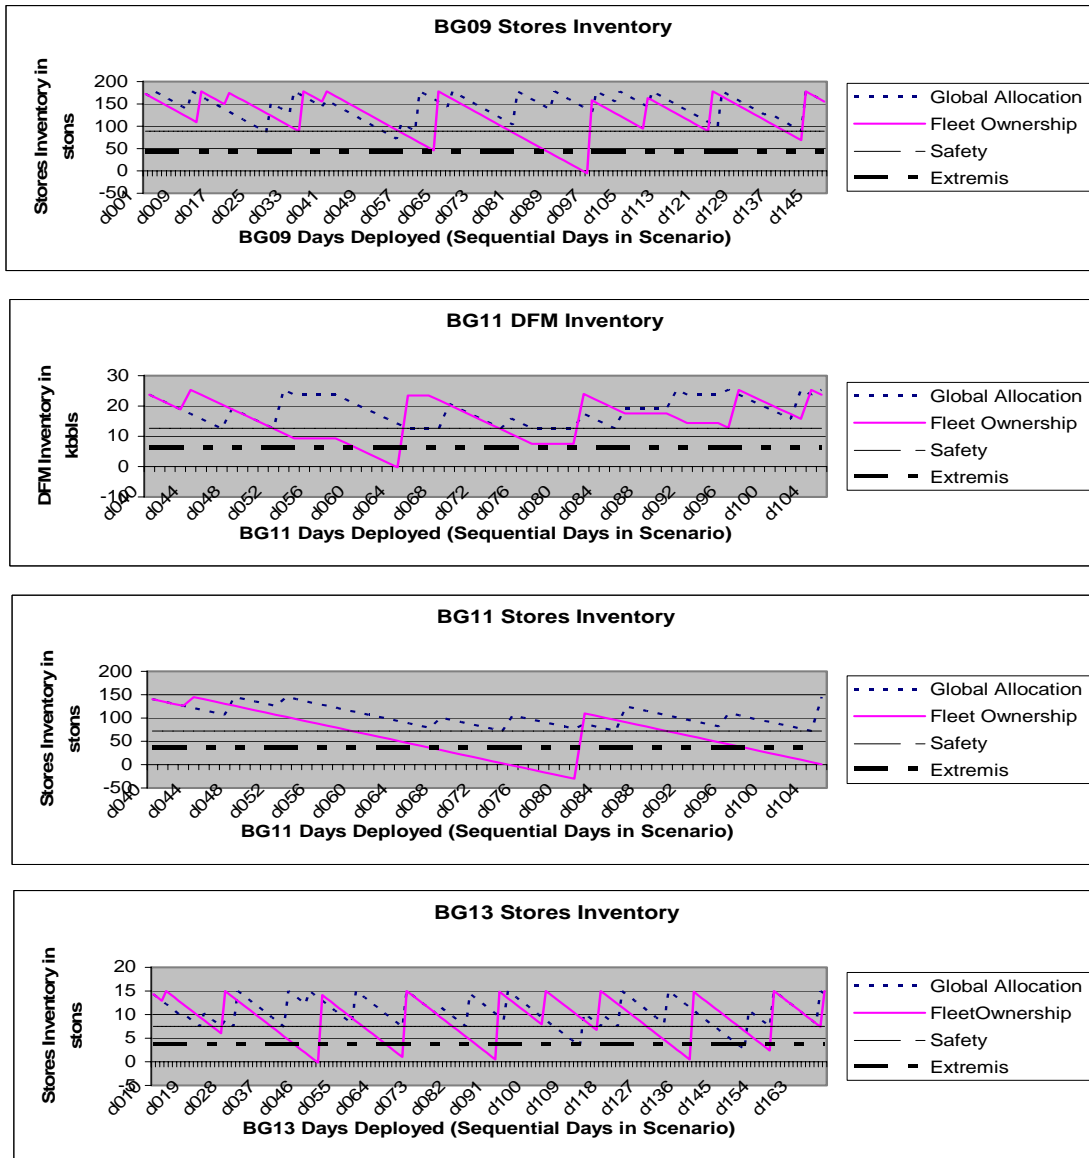 BG09 Stores Inventory
Stores Inventory in
stons
200
150
100
50
0
-50
d001
d009
d017
d025
d033
d041
d049
d057
d065
d073
d081
d089
d097
d105
d113
d121
d129
d137
d145
BG09 Days Deployed (Sequential Days in Scenario)
Global Allocation
Fleet Ownership
Safety
Extremis
BG11 DFM Inventory
DFM Inventory in
kbbls
30
20
10
0
-10
d040
d044
d048
d052
d056
d060
d064
d068
d072
d076
d080
d084
d088
d092
d096
d100
d104
BG11 Days Deployed (Sequential Days in Scenario)
Global Allocation
Fleet Ownership
Safety
Extremis
BG11 Stores Inventory
Stores Inventory in
stons
200
150
100
50
0
-50
d040
d044
d048
d052
d056
d060
d064
d068
d072
d076
d080
d084
d088
d092
d096
d100
d104
BG11 Days Deployed (Sequential Days in Scenario)
Global Allocation
Fleet Ownership
Safety
Extremis
BG13 Stores Inventory
Stores Inventory in
stons
20
15
10
5
0
-5
d010
d019
d028
d037
d046
d055
d064
d073
d082
d091
d100
d109
d118
d127
d136
d145
d154
d163
BG13 Days Deployed (Sequential Days in Scenario)
Global Allocation
FleetOwnership
Safety
Extremis